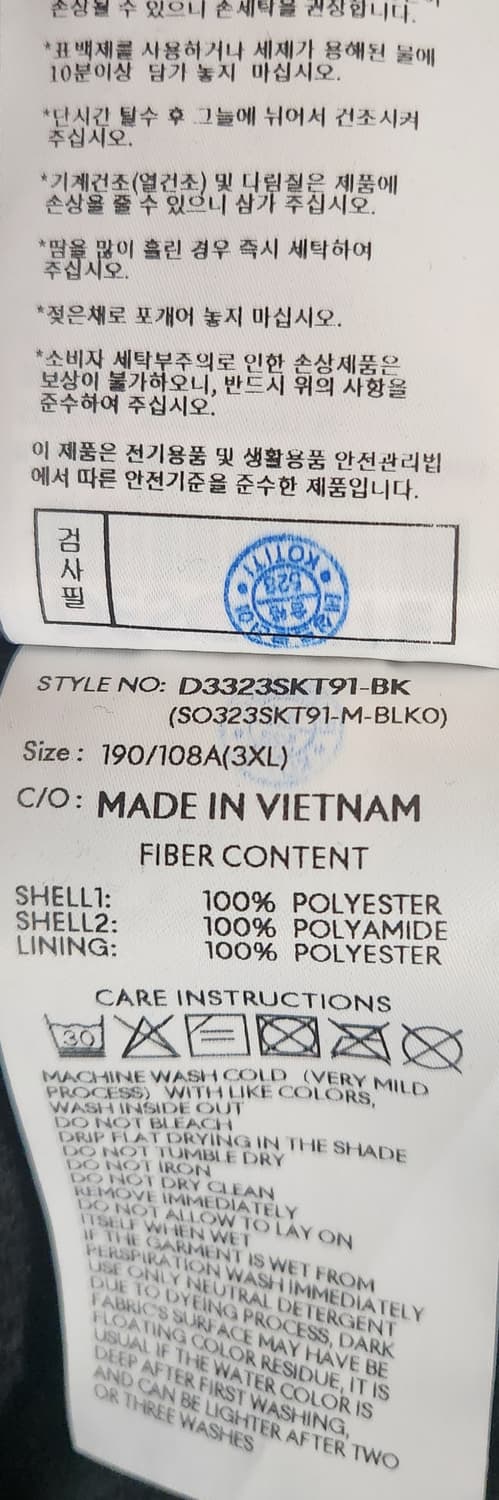 손상될 수 있으니 손세탁을 권장합니다.
*표백제를 사용하거나 세제가 용해된 물에
10분이상 담가 놓지 마십시오.
*단시간 탈수 후 그늘에 뉘어서 건조시켜
주십시오.
*기계건조(열건조) 및 다림질은 제품에
손상을 줄 수 있으니 삼가 주십시오.
*땀을 많이 흘린 경우 즉시 세탁하여
주십시오.
*젖은채로 포개어 놓지 마십시오.
*소비자 세탁부주의로 인한 손상제품은
보상이 불가하오니, 반드시 위의 사항을
준수하여 주십시오.
이 제품은 전기용품 및 생활용품 안전관리법
에서 따른 안전기준을 준수한 제품입니다.
검
사
필
KOTITI
STYLE NO: D3323SKT91-BK
(SO323SKT91-M-BLKO)
Size : 190/108A(3XL)
C/O : MADE IN VIETNAM
FIBER CONTENT
SHELL1: 100% POLYESTER
SHELL2: 100% POLYAMIDE
LINING: 100% POLYESTER
CARE INSTRUCTIONS
30
MACHINE WASH COLD (VERY MILD
PROCESS) WITH LIKE COLORS,
WASH INSIDE OUT
DO NOT BLEACH
DRIP FLAT DRYING IN THE SHADE
DO NOT TUMBLE DRY
DO NOT IRON
DO NOT DRY CLEAN
REMOVE IMMEDIATELY
DO NOT ALLOW TO LAY ON
ITSELF WHEN WET
IF THE GARMENT IS WET FROM
PERSPIRATION WASH IMMEDIATELY
USE ONLY NEUTRAL DETERGENT
DUE TO DYEING PROCESS, DARK
FABRIC'S SURFACE MAY HAVE BE
FLOATING COLOR RESIDUE, IT IS
USUAL IF THE WATER COLOR IS
DEEP AFTER FIRST WASHING,
AND CAN BE LIGHTER AFTER TWO
OR THREE WASHES